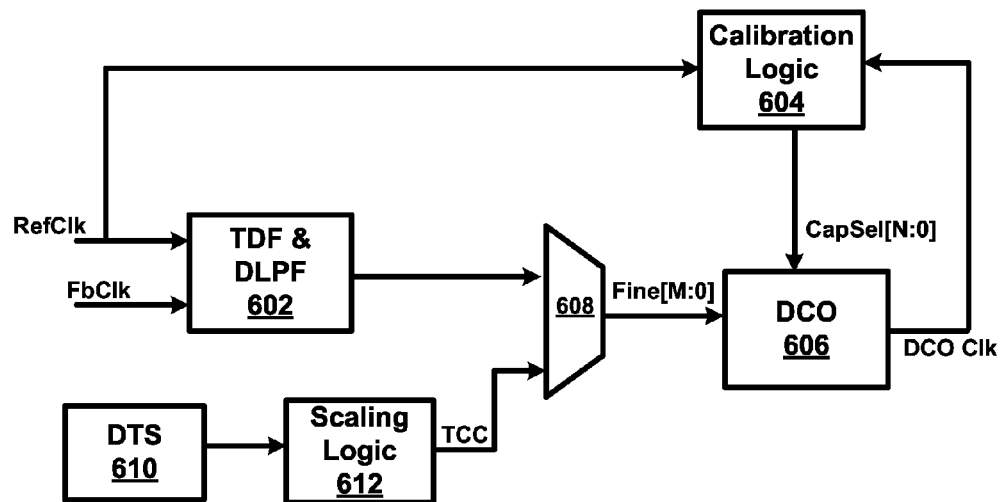 Calibration
Logic
604
RefClk
TDF &
DLPF
602
FbClk
CapSel[N:0]
608
Fine[M:0]
DCO
606
DCO Clk
DTS
610
Scaling
Logic
612
TCC